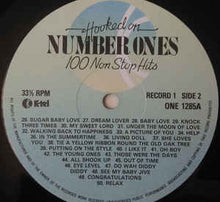 Hooked on
NUMBER ONES
100 Non Stop Hits
33⅓ RPM
K-tel
RECORD 1 SIDE 2
ONE 1285A
26. SUGAR BABY LOVE 27. DREAM LOVER 28. BABY LOVE 29. KNOCK
THREE TIMES 30. MY SWEET LORD 31. UNDER THE MOON OF LOVE
32. WALKING BACK TO HAPPINESS 33. A PICTURE OF YOU 34. HELP
35. IN THE SUMMERTIME 36. LIVING DOLL 37. SHE LOVES
YOU 38. TIE A YELLOW RIBBON ROUND THE OLD OAK TREE
39. PUTTING ON THE STYLE 40. I LIKE IT 41. OH BOY
42. THE YOUNG ONES 43. THOSE WERE THE DAYS
44. ALL SHOOK UP 45. OUT OF TIME
46. EYE LEVEL 47. DO WAH DIDDY
DIDDY 48. SEE MY BABY JIVE
49. CONGRATULATIONS
50. RELAX